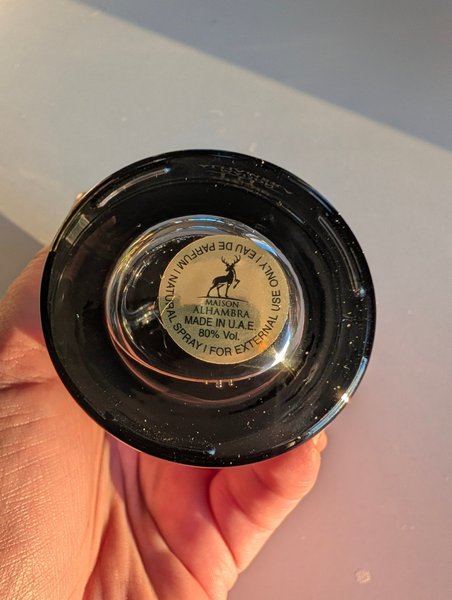 MAISON
ALHAMBRA
MADE IN U.A.E.
80% Vol.
NATURAL SPRAY | FOR EXTERNAL USE ONLY | EAU DE PARFUM |